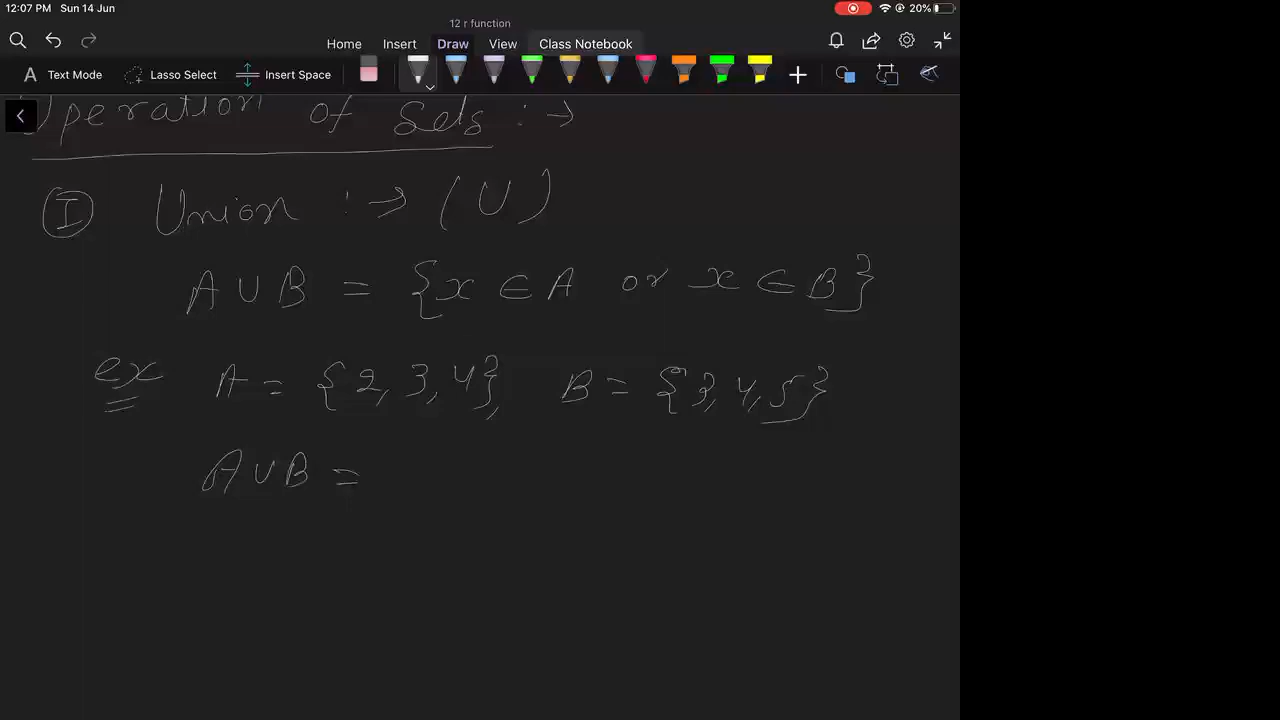 12:07 PM Sun 14 Jun
20%
12 r function
Home Insert Draw View Class Notebook
Text Mode Lasso Select Insert Space
Operation of Sets :→
I Union :→ (U)
A ∪ B = {x ∈ A or x ∈ B}
ex A = {2, 3, 4}, B = {3, 4, 5}
A ∪ B =